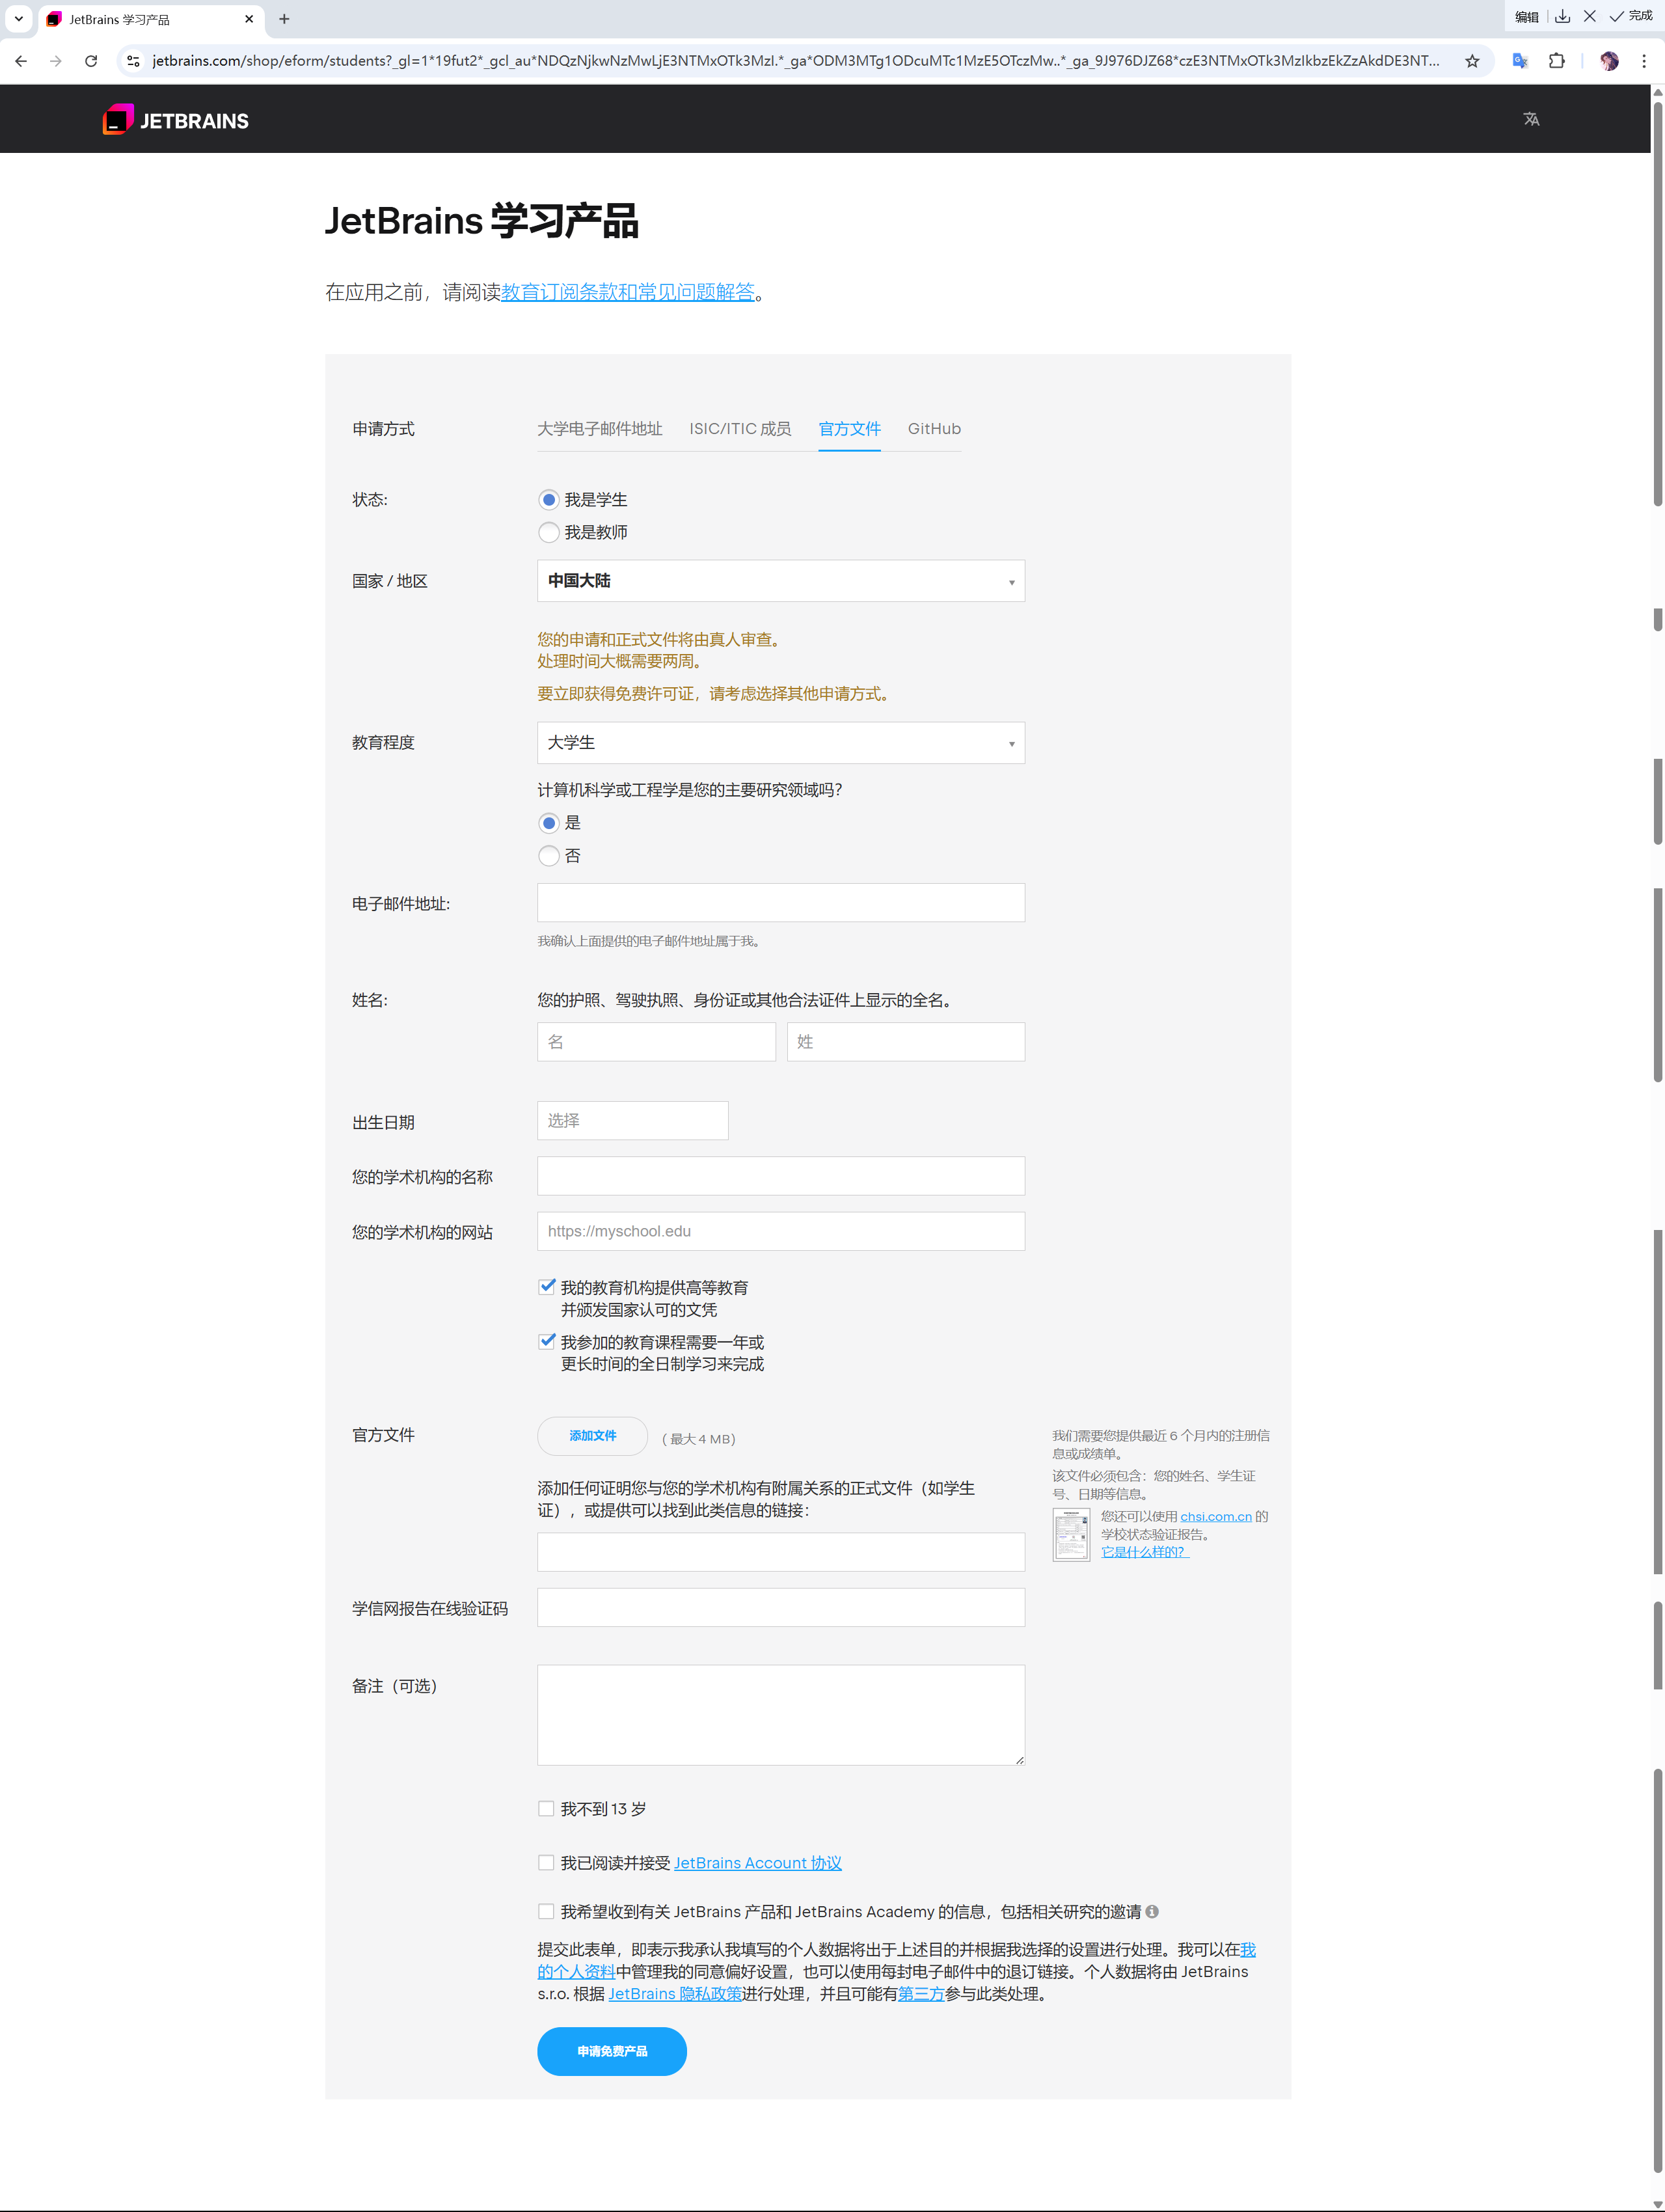 JetBrains 学习产品
编辑
完成
jetbrains.com/shop/eform/students?_gl=1*19fut2*_gcl_au*NDQzNjkwNzMwLjE3NTMxOTk3MzI.*_ga*ODM3MTg1ODcuMTc1MzE5OTczMw..*_ga_9J976DJZ68*czE3NTMxOTk3MzIkbzEkZzAkdDE3NT...
JETBRAINS
JetBrains 学习产品
在应用之前，请阅读教育订阅条款和常见问题解答。
申请方式
大学电子邮件地址 ISIC/ITIC 成员 官方文件 GitHub
状态:
我是学生
我是教师
国家 / 地区
中国大陆
您的申请和正式文件将由真人审查。
处理时间大概需要两周。
要立即获得免费许可证，请考虑选择其他申请方式。
教育程度
大学生
计算机科学或工程学是您的主要研究领域吗？
是
否
电子邮件地址:
我确认上面提供的电子邮件地址属于我。
姓名:
您的护照、驾驶执照、身份证或其他合法证件上显示的全名。
名
姓
出生日期
选择
您的学术机构的名称
您的学术机构的网站
https://myschool.edu
我的教育机构提供高等教育
并颁发国家认可的文凭
我参加的教育课程需要一年或
更长时间的全日制学习来完成
官方文件
添加文件
( 最大 4 MB)
添加任何证明您与您的学术机构有附属关系的正式文件（如学生
证），或提供可以找到此类信息的链接：
我们需要您提供最近 6 个月内的注册信
息或成绩单。
该文件必须包含：您的姓名、学生证
号、日期等信息。
您还可以使用 chsi.com.cn 的
学校状态验证报告。
它是什么样的？
学信网报告在线验证码
备注（可选）
我不到 13 岁
我已阅读并接受 JetBrains Account 协议
我希望收到有关 JetBrains 产品和 JetBrains Academy 的信息，包括相关研究的邀请
提交此表单，即表示我承认我填写的个人数据将出于上述目的并根据我选择的设置进行处理。我可以在我
的个人资料中管理我的同意偏好设置，也可以使用每封电子邮件中的退订链接。个人数据将由 JetBrains
s.r.o. 根据 JetBrains 隐私政策进行处理，并且可能有第三方参与此类处理。
申请免费产品